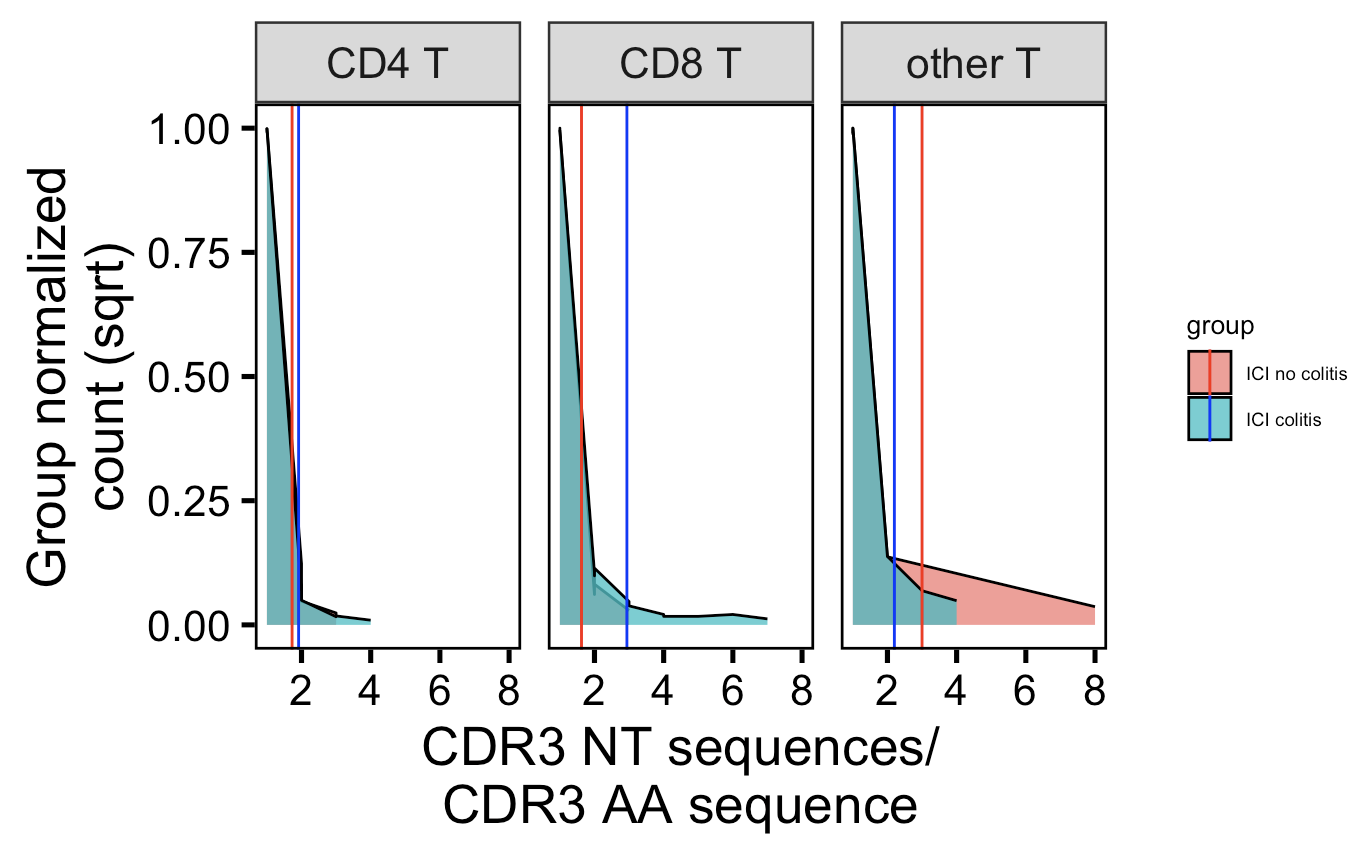 CD4 T
CD8 T
other T
Group normalized
count (sqrt)
1.00
0.75
0.50
0.25
0.00
2 4 6 8
2 4 6 8
2 4 6 8
CDR3 NT sequences/
CDR3 AA sequence
group
ICI no colitis
ICI colitis